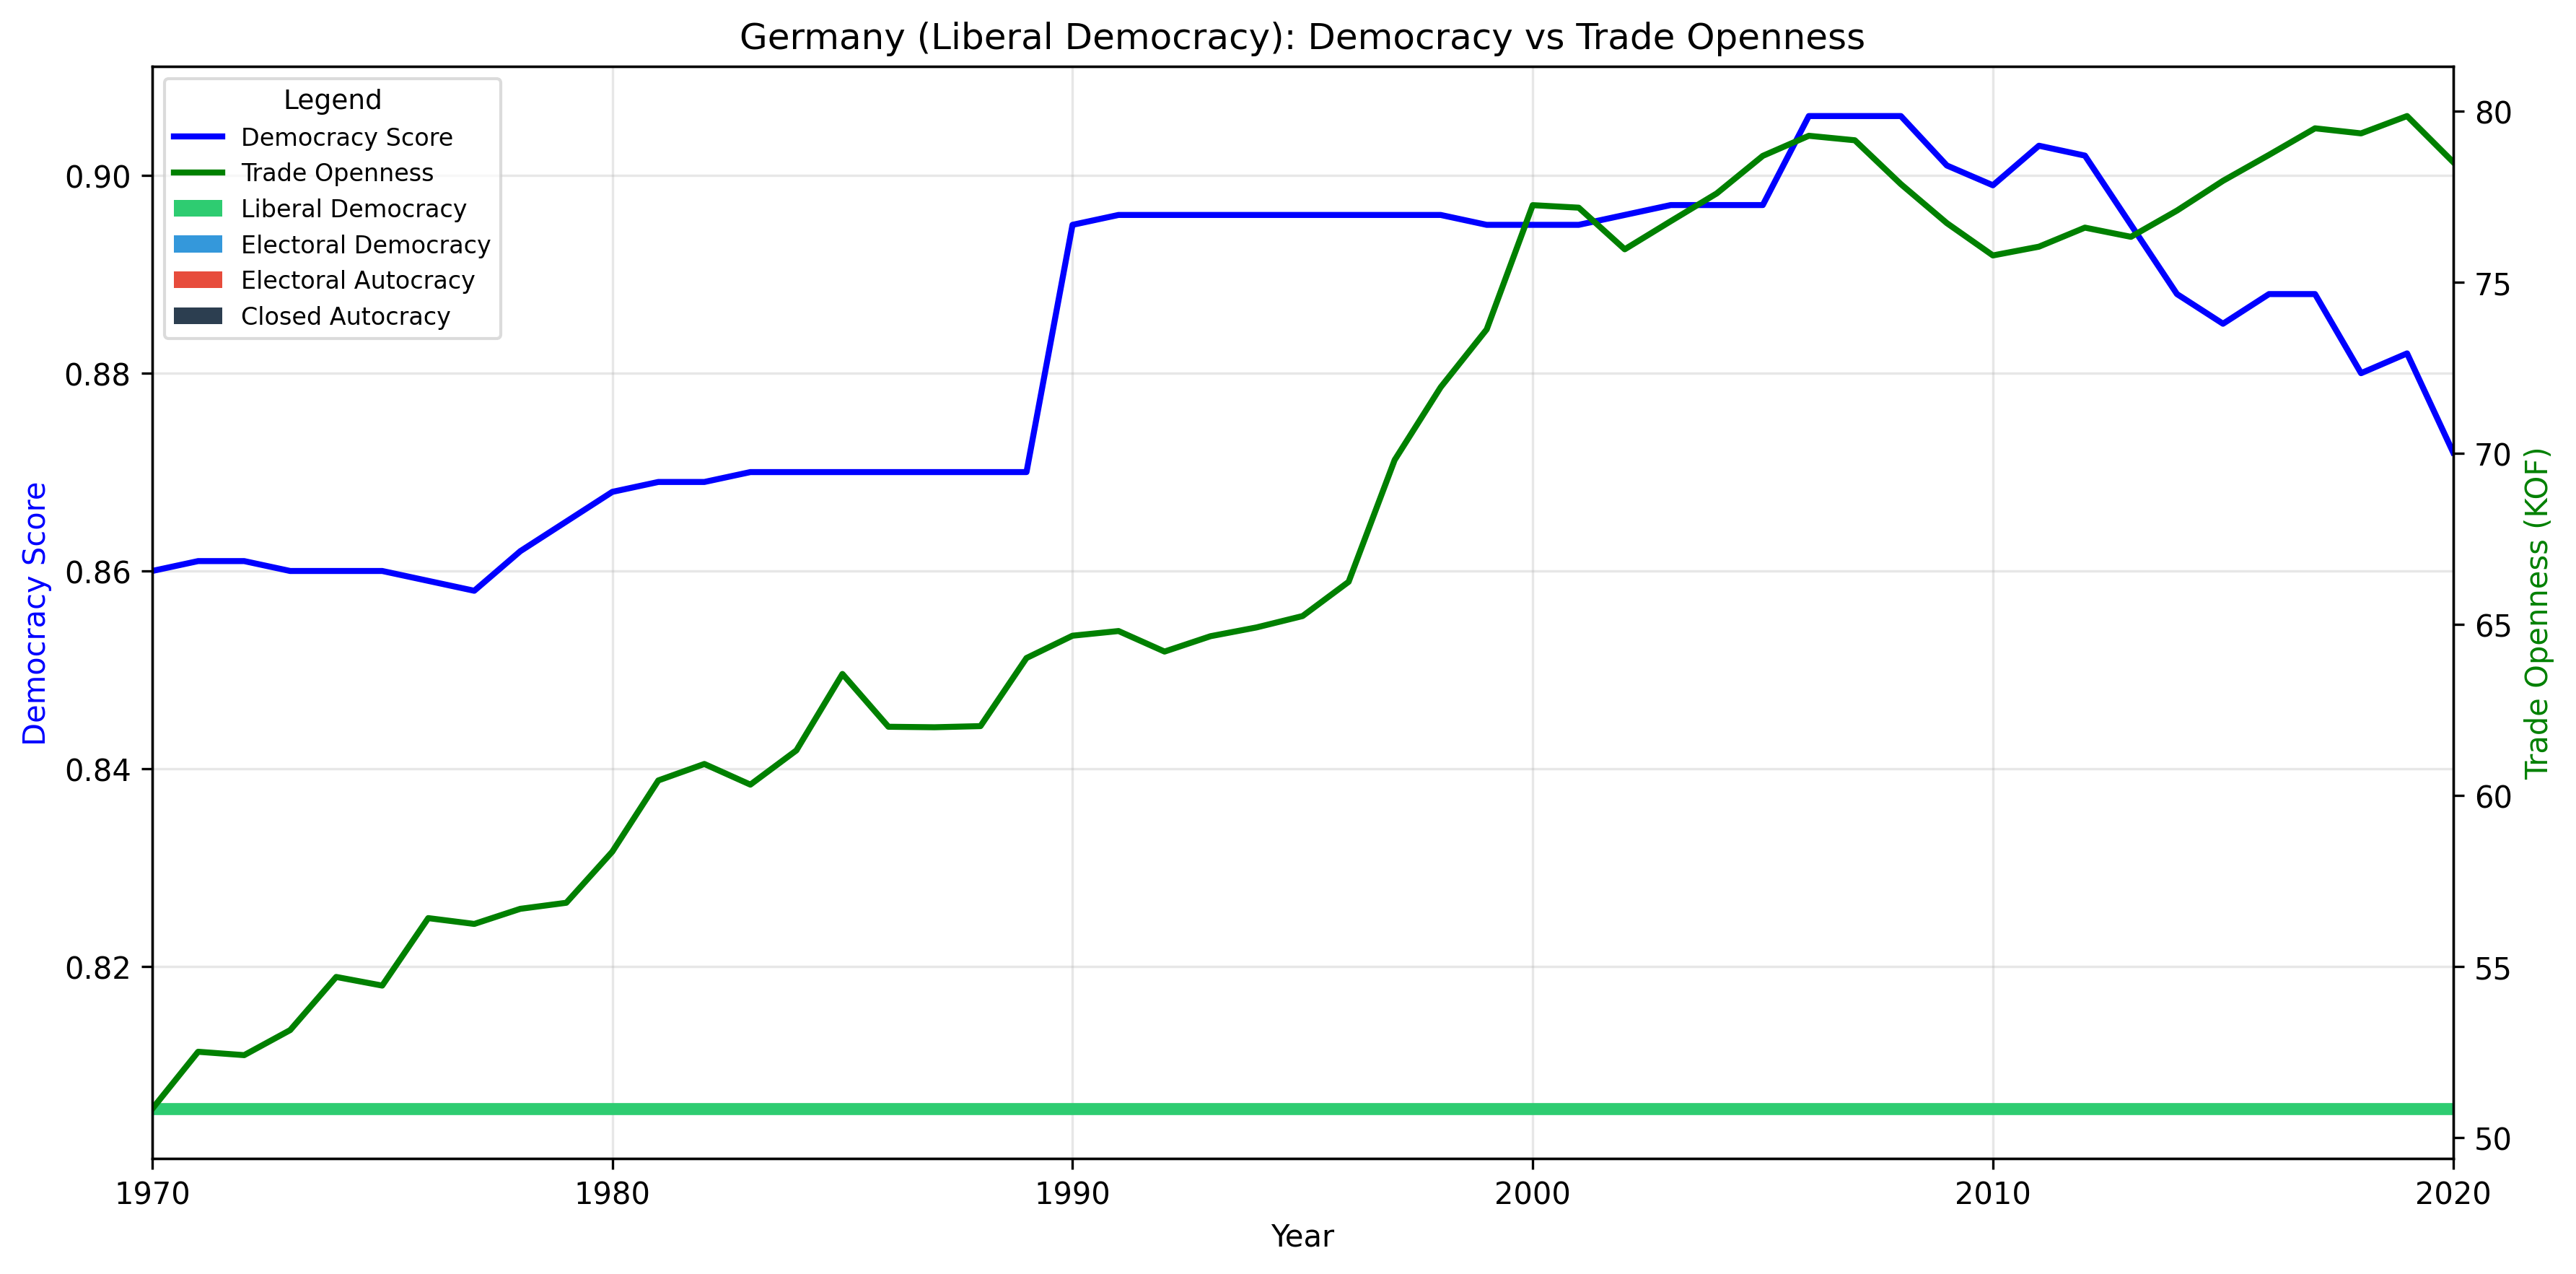 Germany (Liberal Democracy): Democracy vs Trade Openness
Legend
Democracy Score
Trade Openness
Liberal Democracy
Electoral Democracy
Electoral Autocracy
Closed Autocracy
Democracy Score
0.90
0.88
0.86
0.84
0.82
80
75
70
65
60
55
50
Trade Openness (KOF)
1970
1980
1990
2000
2010
2020
Year